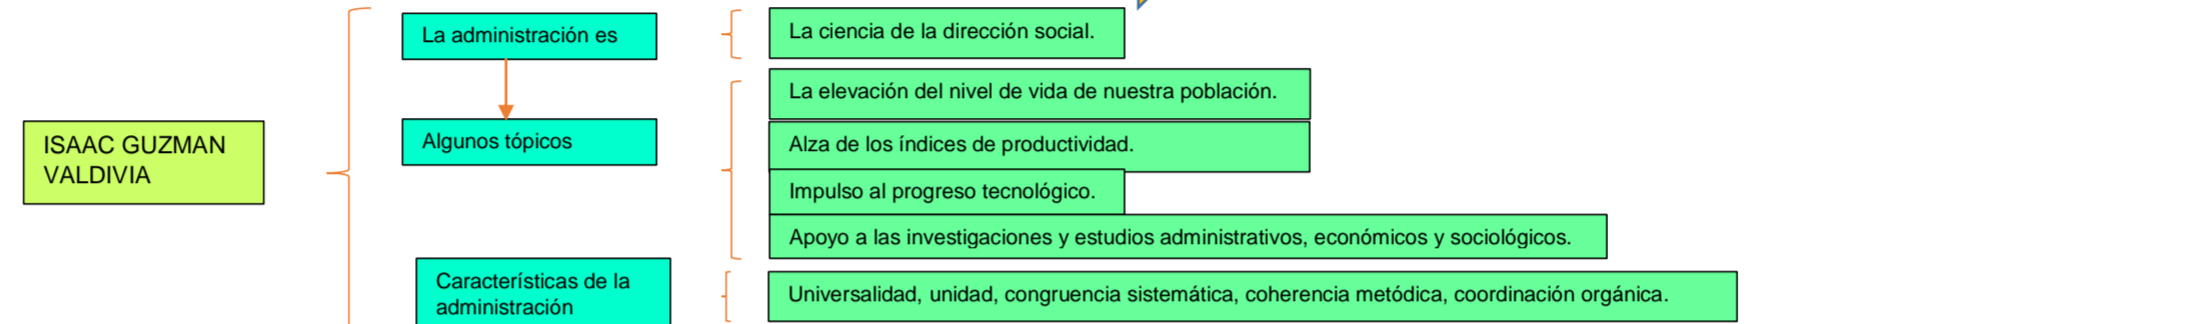 La administración es
La ciencia de la dirección social.
La elevación del nivel de vida de nuestra población.
ISAAC GUZMAN
VALDIVIA
Algunos tópicos
Alza de los índices de productividad.
Impulso al progreso tecnológico.
Apoyo a las investigaciones y estudios administrativos, económicos y sociológicos.
Características de la
administración
Universalidad, unidad, congruencia sistemática, coherencia metódica, coordinación orgánica.